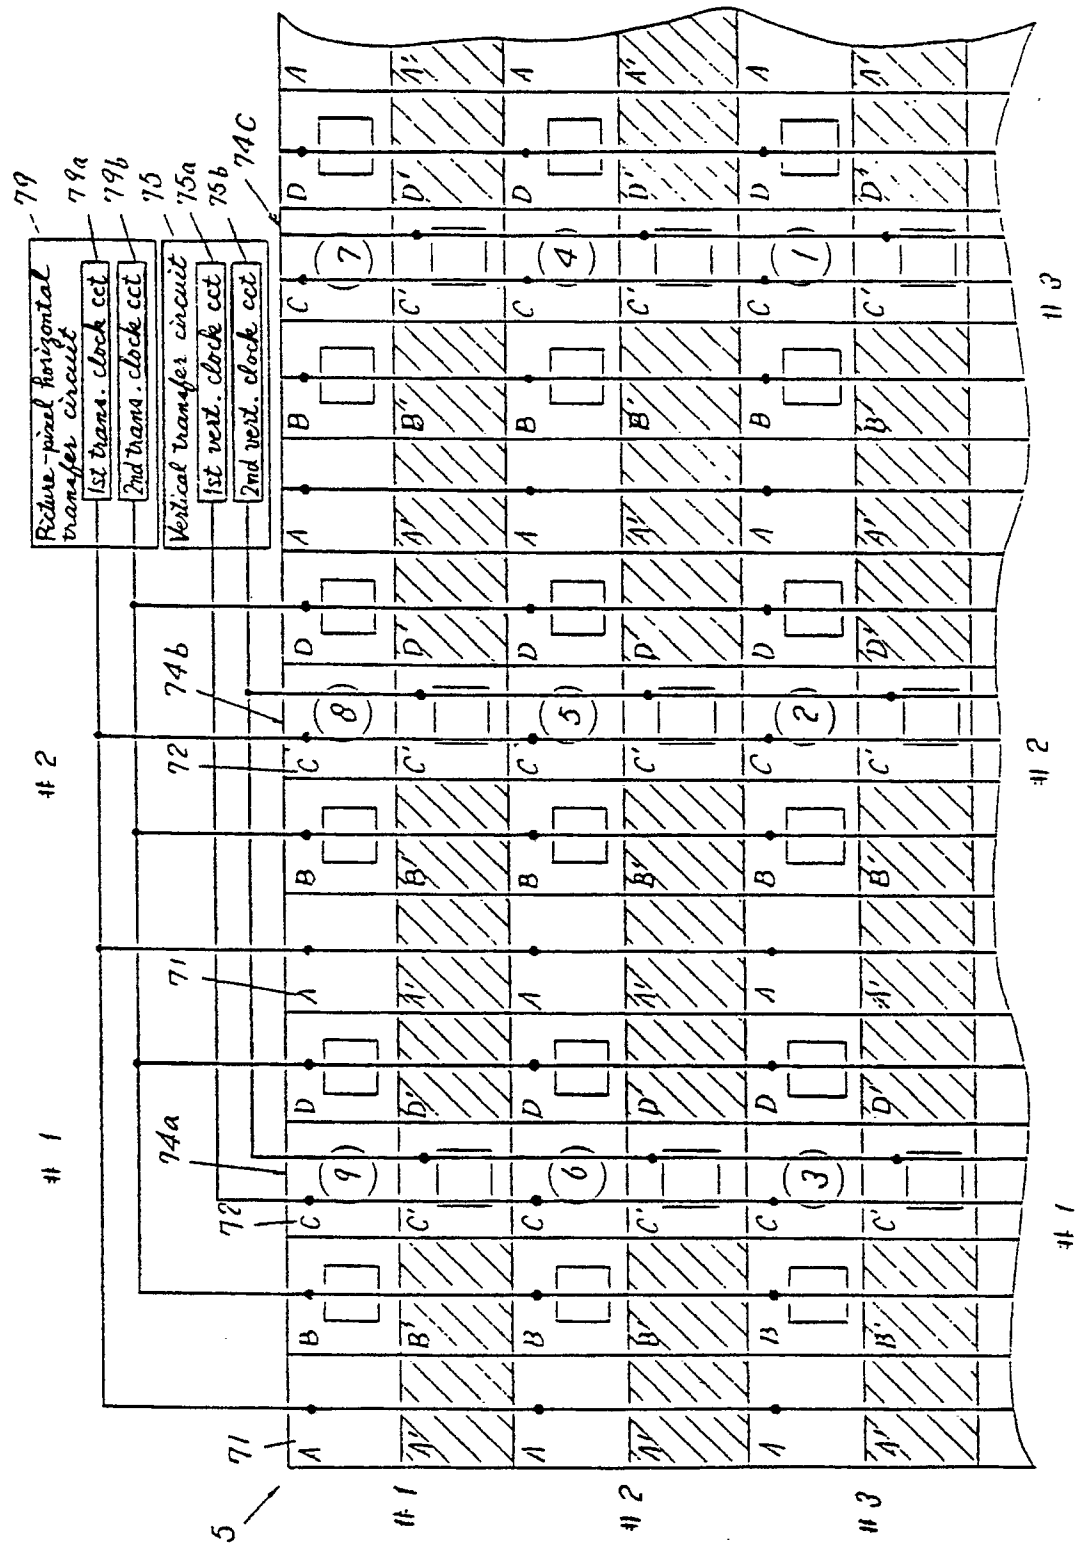 #1 #2
79
Picture-pixel horizontal
transfer circuit
1st trans. clock cct 79a
2nd trans. clock cct 79b
75
Vertical transfer circuit
1st vert. clock cct 75a
2nd vert. clock cct 75b
5 71 72 74a 71 72 74b 74C
A B C D A B C D A B C D A
(9) (8) (7)
#1 A' B' C' D' A' B' C' D' A' B' C' D' A'
A B C D A B C D A B C D A
(6) (5) (4)
#2 A' B' C' D' A' B' C' D' A' B' C' D' A'
A B C D A B C D A B C D A
(3) (2) (1)
#3 A' B' C' D' A' B' C' D' A' B' C' D' A'
#1 #2 #3